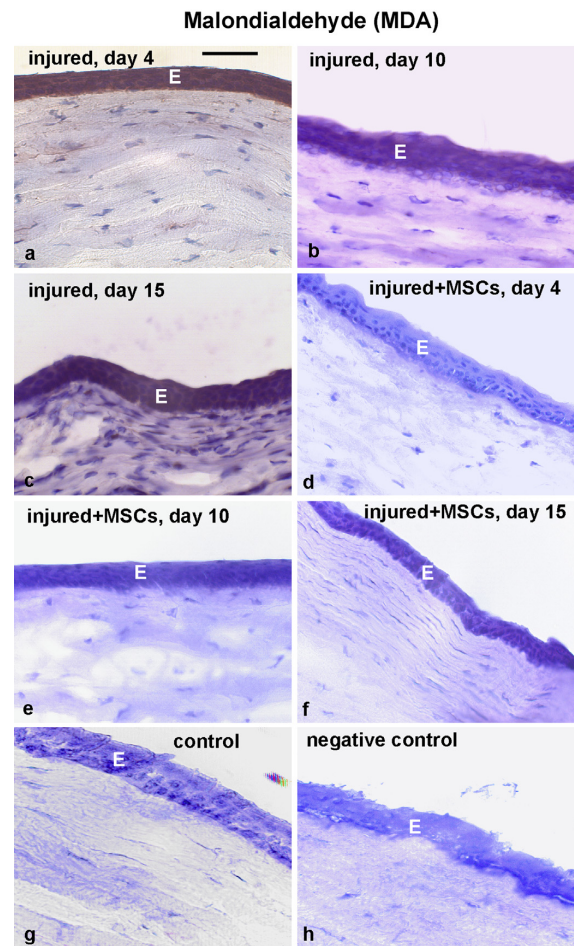 Malondialdehyde (MDA)
injured, day 4
E
a
injured, day 10
E
b
injured, day 15
E
c
injured+MSCs, day 4
E
d
injured+MSCs, day 10
E
e
injured+MSCs, day 15
E
f
control
E
g
negative control
E
h